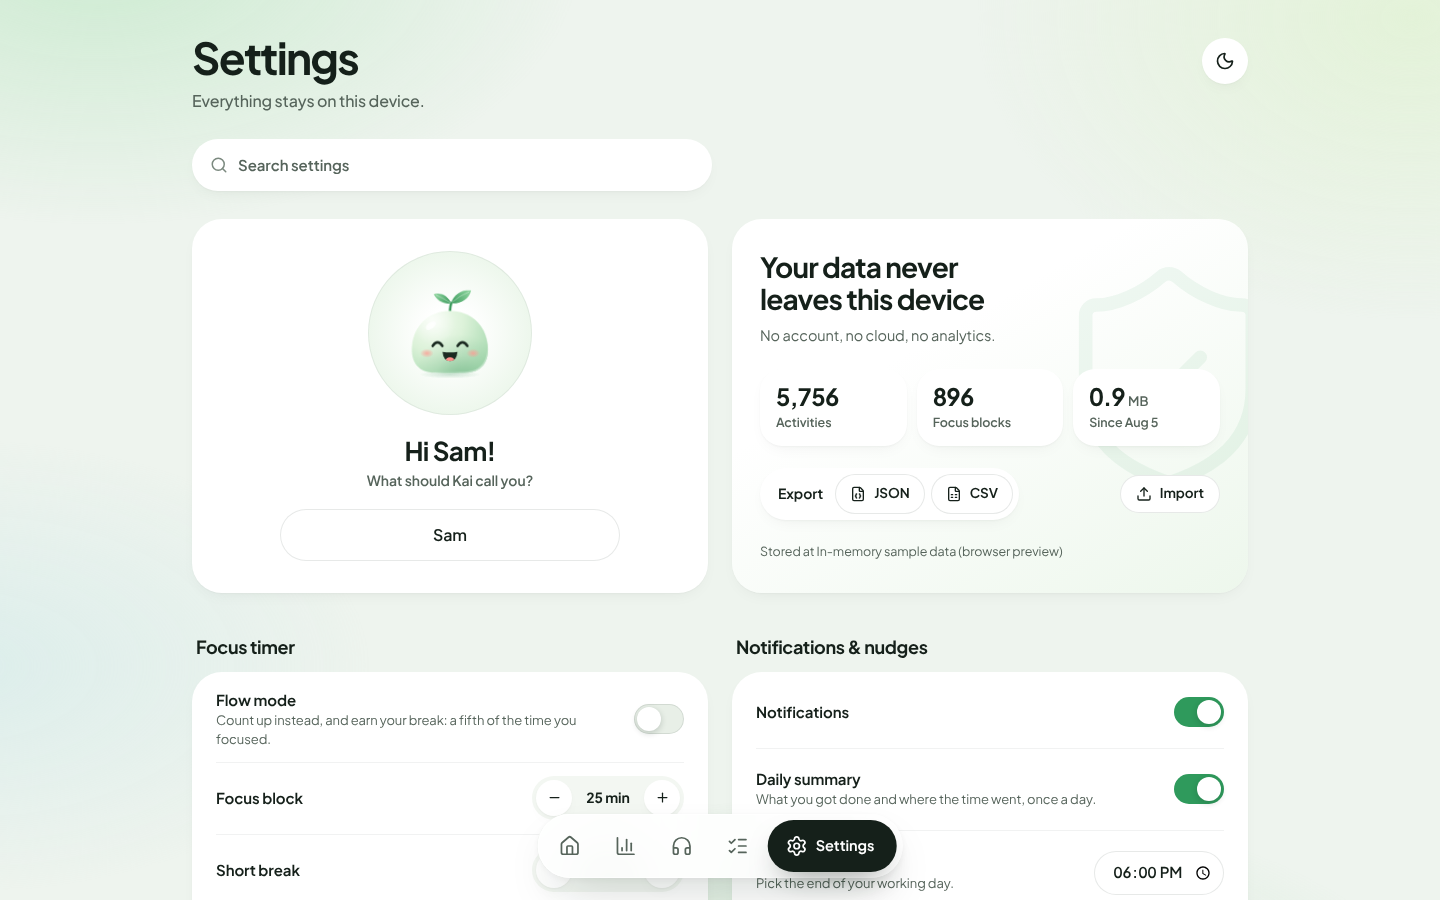 Settings
Everything stays on this device.
Search settings
Hi Sam!
What should Kai call you?
Sam
Your data never
leaves this device
No account, no cloud, no analytics.
5,756
Activities
896
Focus blocks
0.9 MB
Since Aug 5
Export
JSON
CSV
Import
Stored at In-memory sample data (browser preview)
Focus timer
Flow mode
Count up instead, and earn your break: a fifth of the time you
focused.
Focus block
25 min
Short break
Notifications & nudges
Notifications
Daily summary
What you got done and where the time went, once a day.
Pick the end of your working day.
06:00 PM
Settings